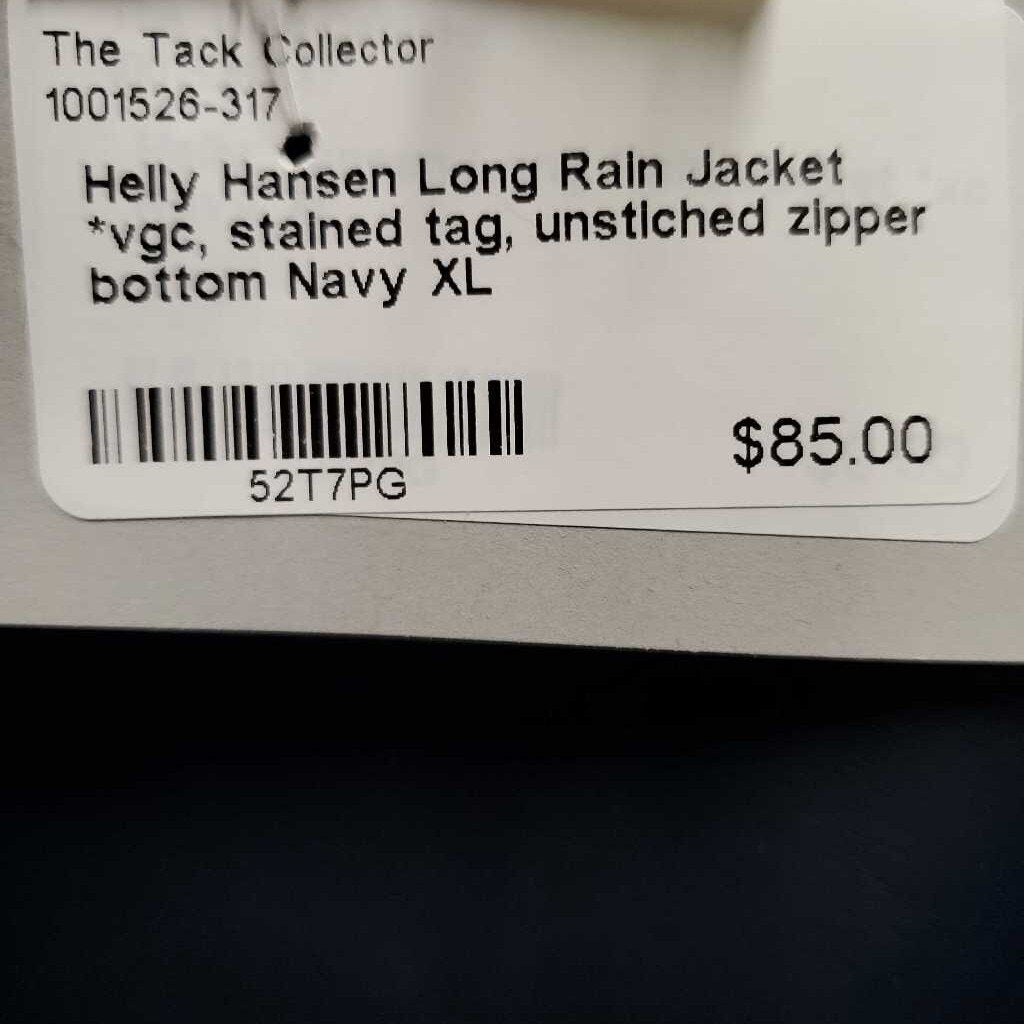 The Tack Collector
1001526-317
Helly Hansen Long Rain Jacket
*vgc, stained tag, unstiched zipper
bottom Navy XL
52T7PG
$85.00